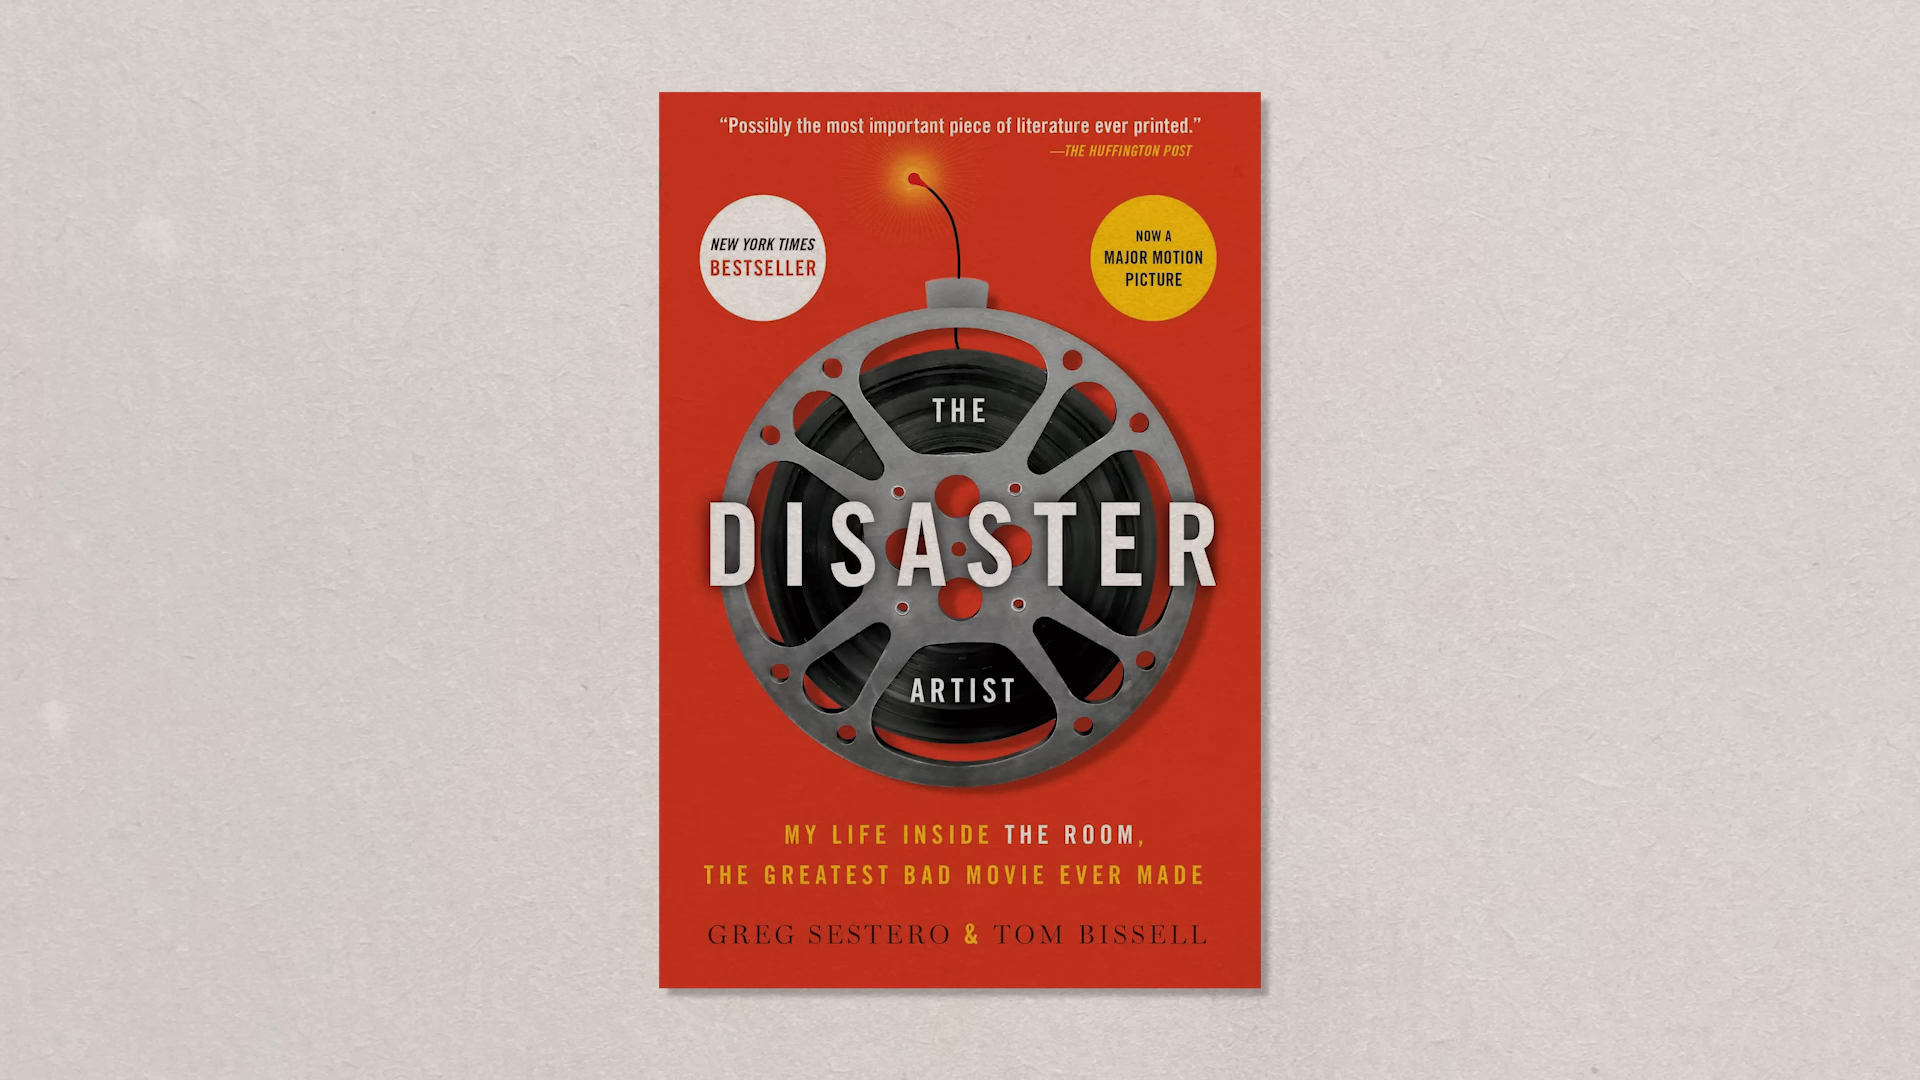 “Possibly the most important piece of literature ever printed.”
—THE HUFFINGTON POST
NEW YORK TIMES
BESTSELLER
NOW A
MAJOR MOTION
PICTURE
THE
DISASTER
ARTIST
MY LIFE INSIDE THE ROOM,
THE GREATEST BAD MOVIE EVER MADE
GREG SESTERO & TOM BISSELL